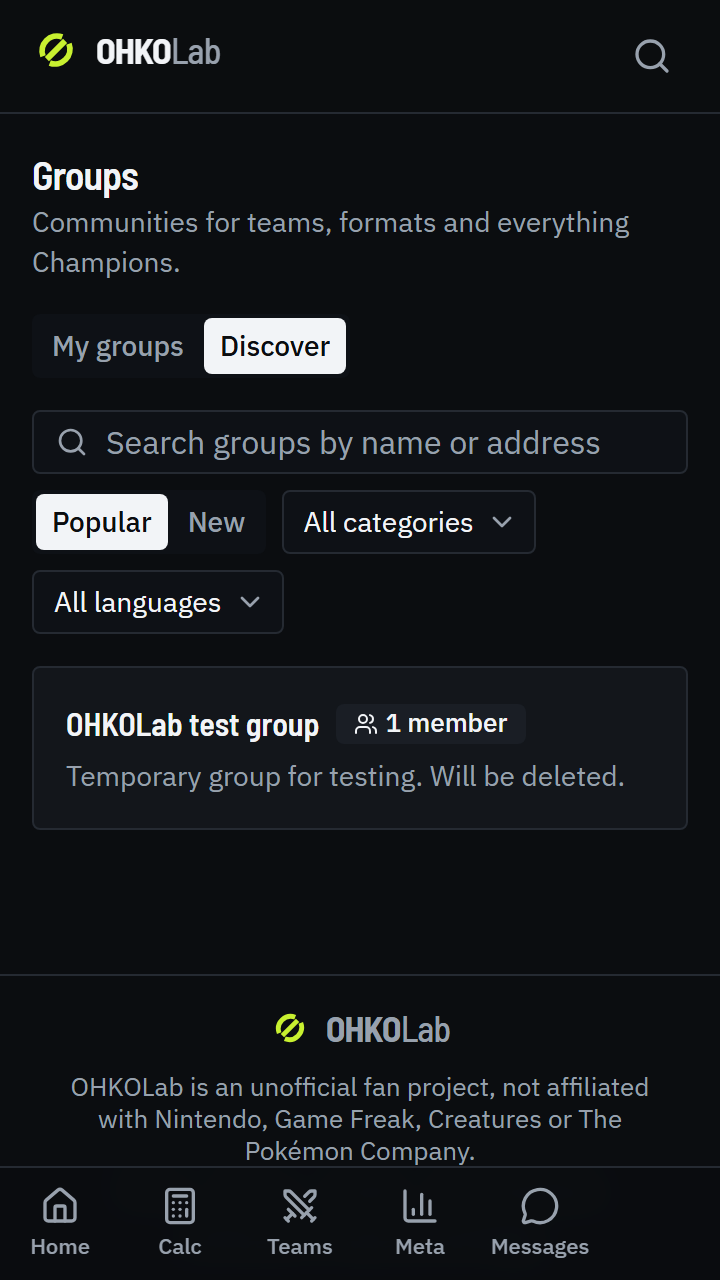 OHKOLab
Groups
Communities for teams, formats and everything
Champions.
My groups Discover
Search groups by name or address
Popular New All categories
All languages
OHKOLab test group 1 member
Temporary group for testing. Will be deleted.
OHKOLab
OHKOLab is an unofficial fan project, not affiliated
with Nintendo, Game Freak, Creatures or The
Pokémon Company.
Home Calc Teams Meta Messages